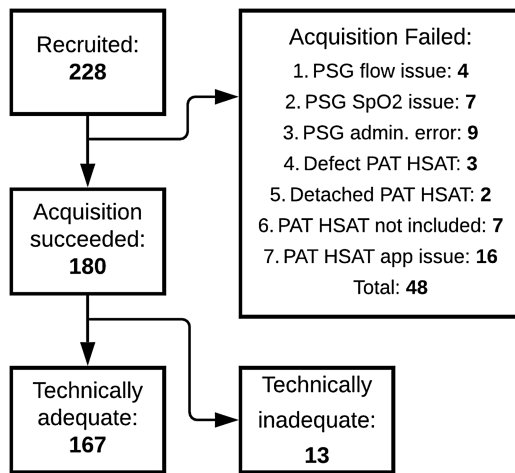 Recruited:
228
Acquisition Failed:
1. PSG flow issue: 4
2. PSG SpO2 issue: 7
3. PSG admin. error: 9
4. Defect PAT HSAT: 3
5. Detached PAT HSAT: 2
6. PAT HSAT not included: 7
7. PAT HSAT app issue: 16
Total: 48
Acquisition
succeeded:
180
Technically
adequate:
167
Technically
inadequate:
13